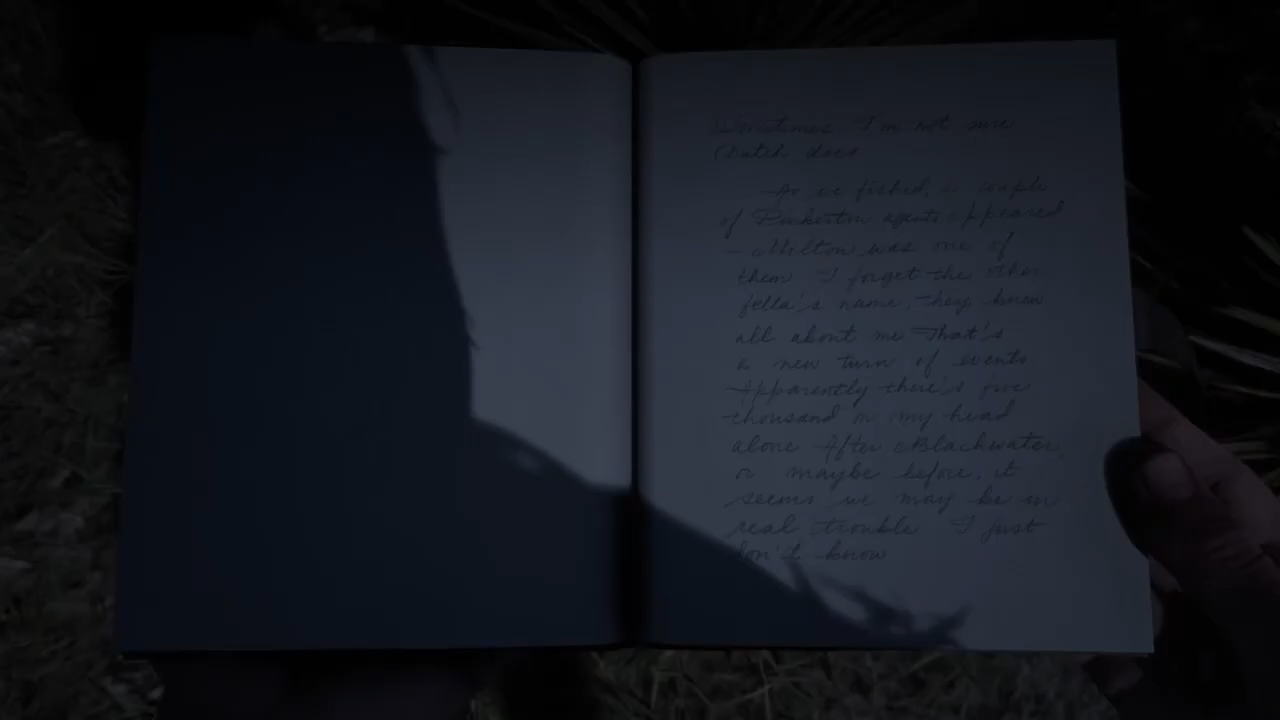 Sometimes I'm not sure
Dutch does
As we fished, a couple
of Pinkerton agents appeared
- Milton was one of
them I forget the other
fella's name, they knew
all about me That's
a new turn of events
Apparently there's five
thousand on my head
alone After Blackwater,
or maybe before, it
seems we may be in
real trouble I just
don't know